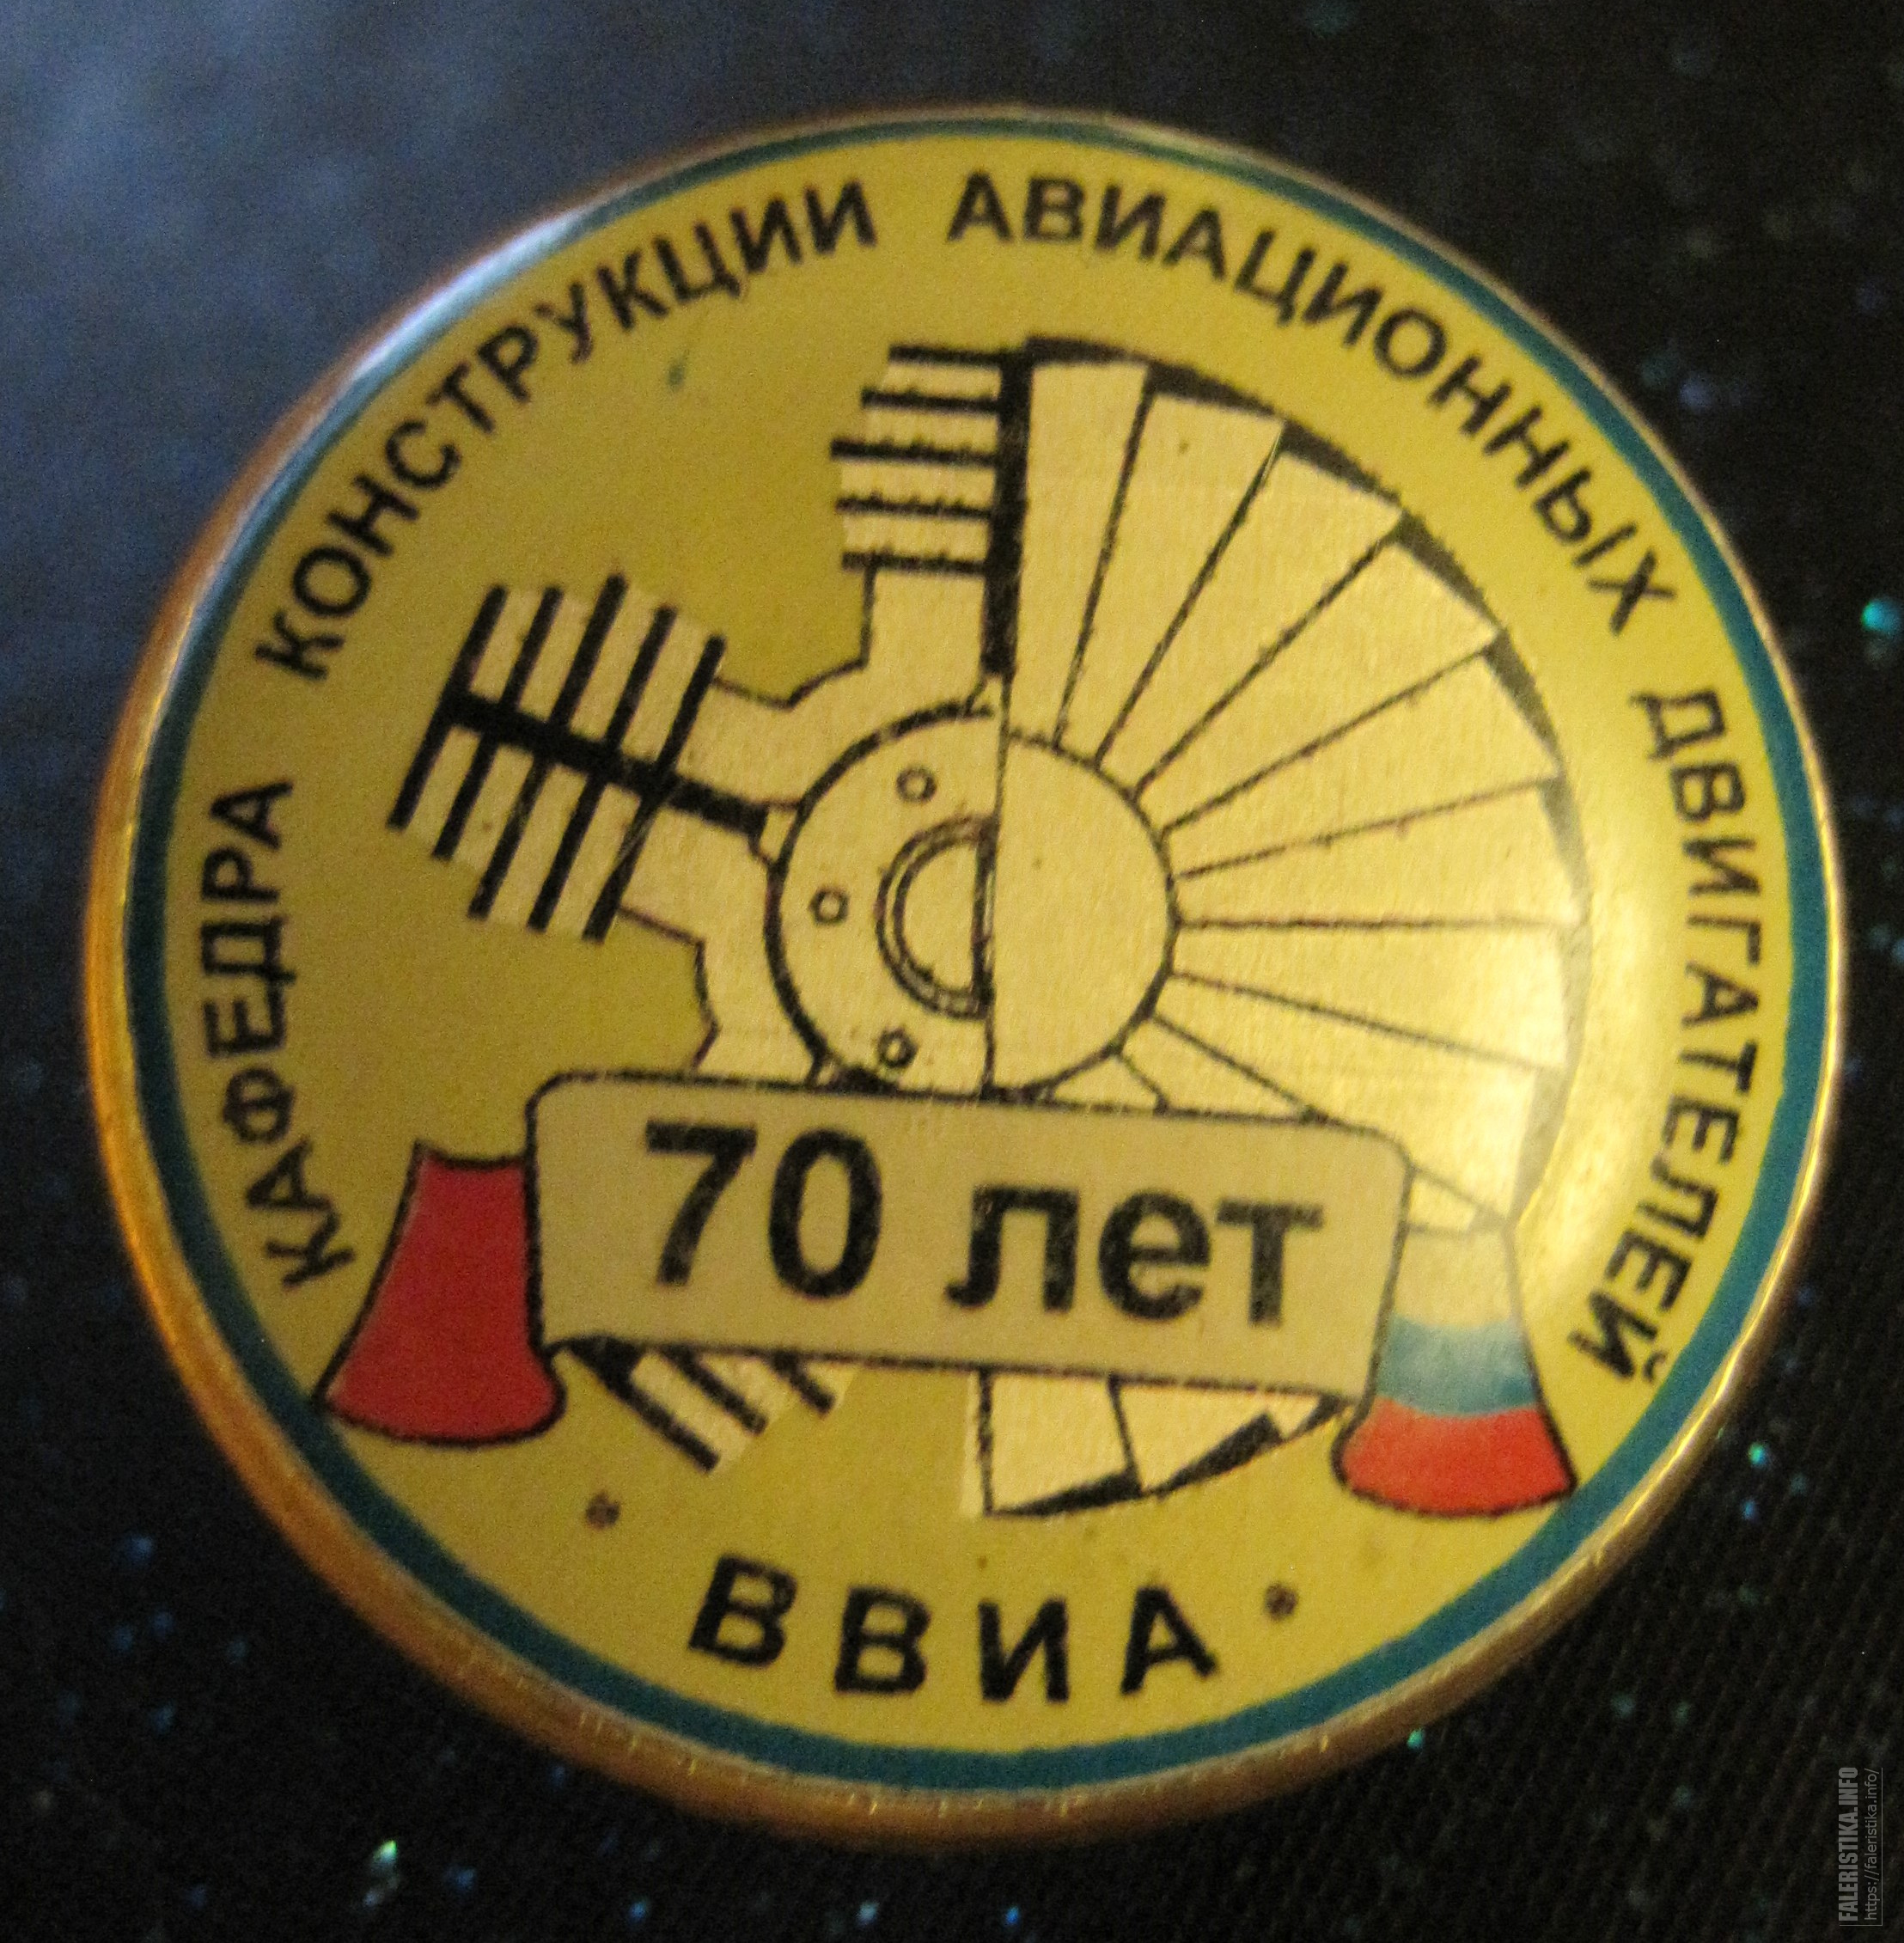 КАФЕДРА КОНСТРУКЦИИ АВИАЦИОННЫХ ДВИГАТЕЛЕЙ
70 лет
ВВИА
FALERISTIKA.INFO
https://faleristika.info/